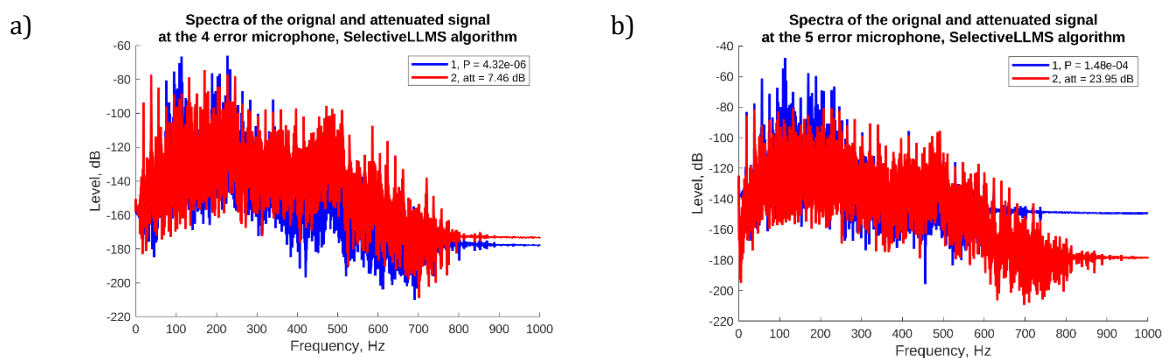 a)
Spectra of the orignal and attenuated signal
at the 4 error microphone, SelectiveLLMS algorithm
-60
-80
-100
-120
-140
-160
-180
-200
-220
Level, dB
1, P = 4.32e-06
2, att = 7.46 dB
0 100 200 300 400 500 600 700 800 900 1000
Frequency, Hz
b)
Spectra of the orignal and attenuated signal
at the 5 error microphone, SelectiveLLMS algorithm
-40
-60
-80
-100
-120
-140
-160
-180
-200
-220
Level, dB
1, P = 1.48e-04
2, att = 23.95 dB
0 100 200 300 400 500 600 700 800 900 1000
Frequency, Hz